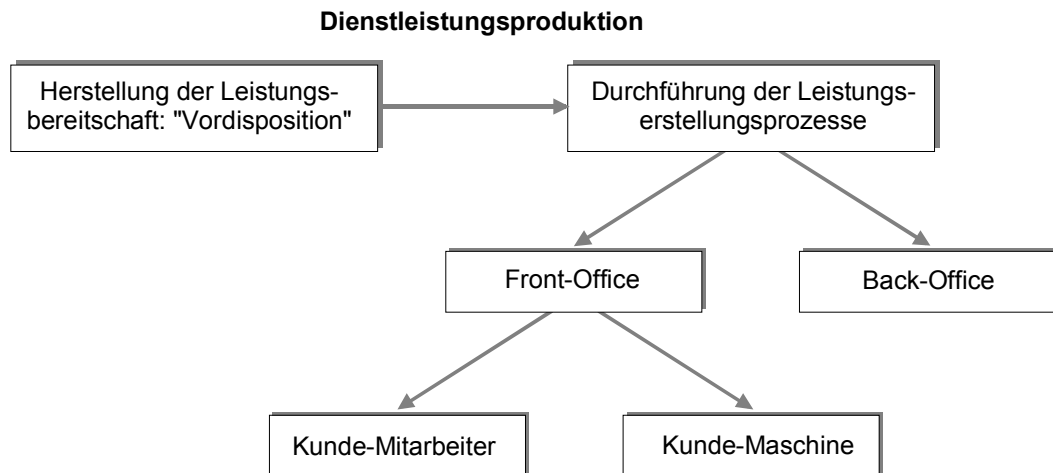 Dienstleistungsproduktion
Herstellung der Leistungs-
bereitschaft: "Vordisposition"
Durchführung der Leistungs-
erstellungsprozesse
Front-Office
Back-Office
Kunde-Mitarbeiter
Kunde-Maschine